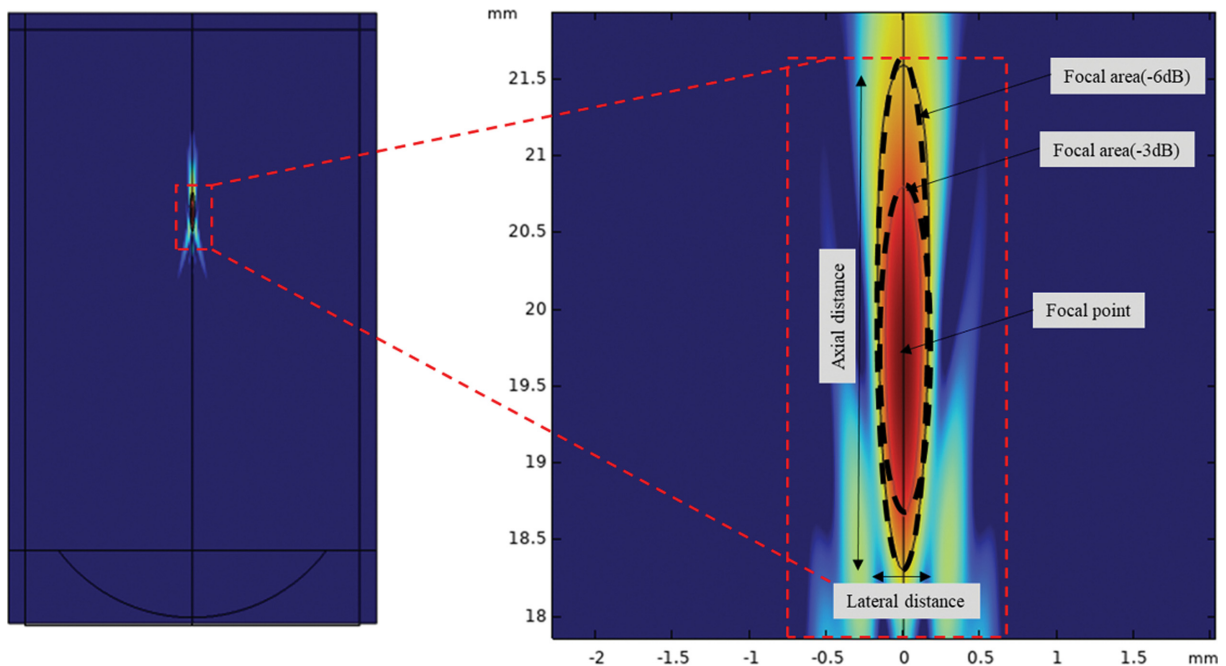 mm
21.5
Focal area(-6dB)
21
Focal area(-3dB)
20.5
Axial distance
20
Focal point
19.5
19
18.5
Lateral distance
18
-2
-1.5
-0.5
0
0.5
1
1.5
mm